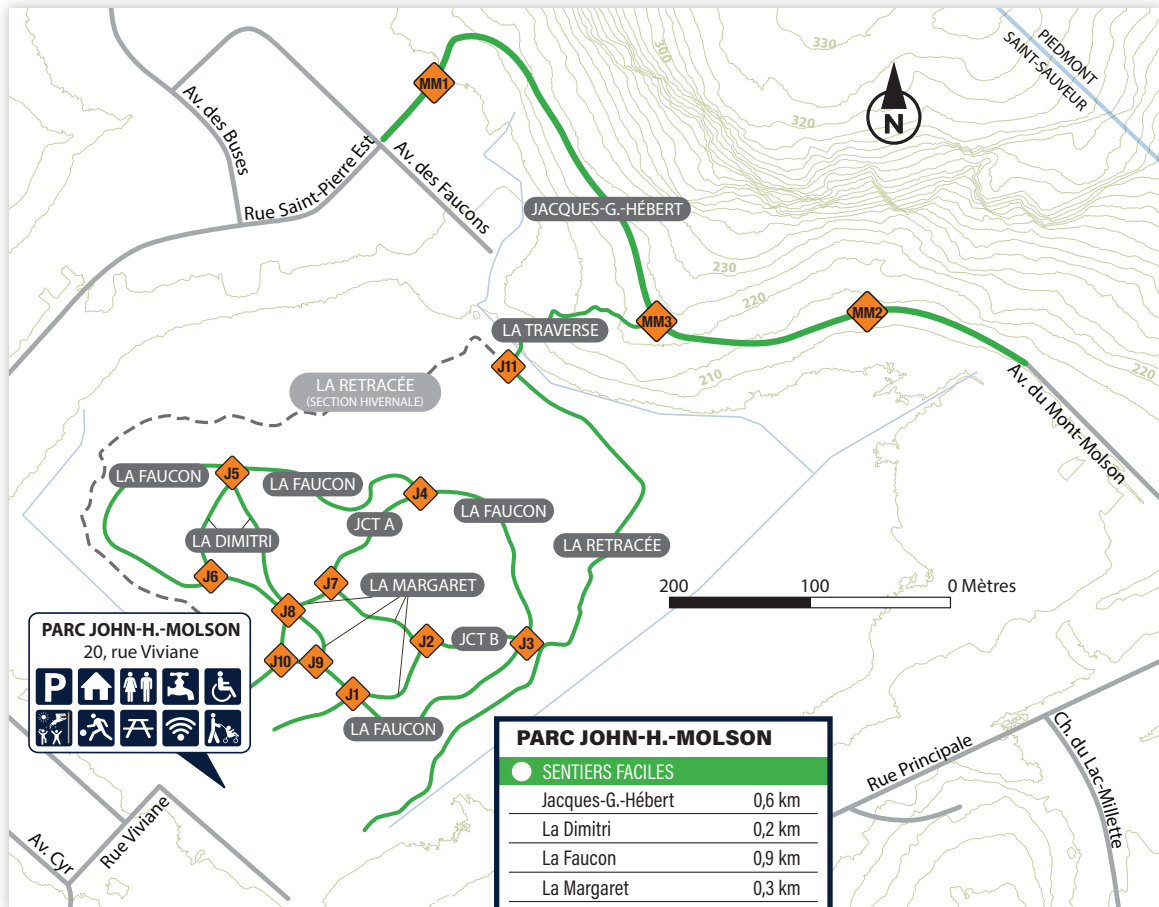 PIEDMONT
SAINT-SAUVEUR
330
300
320
N
MM1
Av. des Buses
Rue Saint-Pierre Est
Av. des Faucons
JACQUES-G.-HÉBERT
230
220
MM2
MM3
LA TRAVERSE
210
220
J11
Av. du Mont-Molson
LA RETRACÉE
(SECTION HIVERNALE)
LA FAUCON
J5
LA FAUCON
J4
LA FAUCON
JCT A
LA DIMITRI
LA RETRACÉE
J6
J7
LA MARGARET
200 100 0 Mètres
J8
J2
JCT B
J3
J10
J9
J1
LA FAUCON
PARC JOHN-H.-MOLSON
20, rue Viviane
P
Rue Viviane
Av. Cyr
Rue Principale
Ch. du Lac-Millette
PARC JOHN-H.-MOLSON
SENTIERS FACILES
Jacques-G.-Hébert 0,6 km
La Dimitri 0,2 km
La Faucon 0,9 km
La Margaret 0,3 km